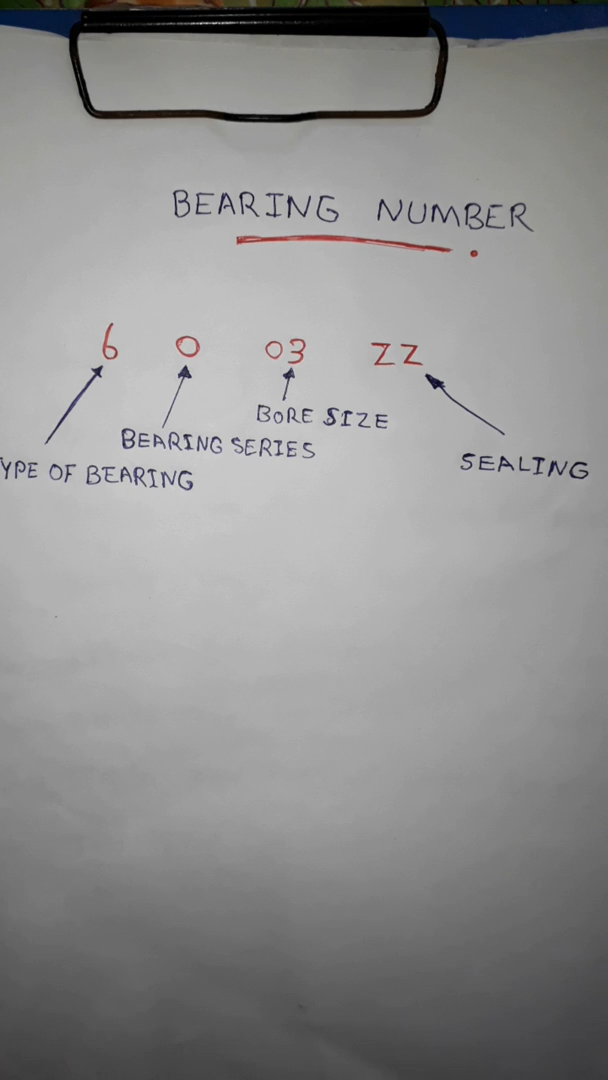 BEARING NUMBER
6 0 03 ZZ
BORE SIZE
BEARING SERIES
SEALING
YPE OF BEARING